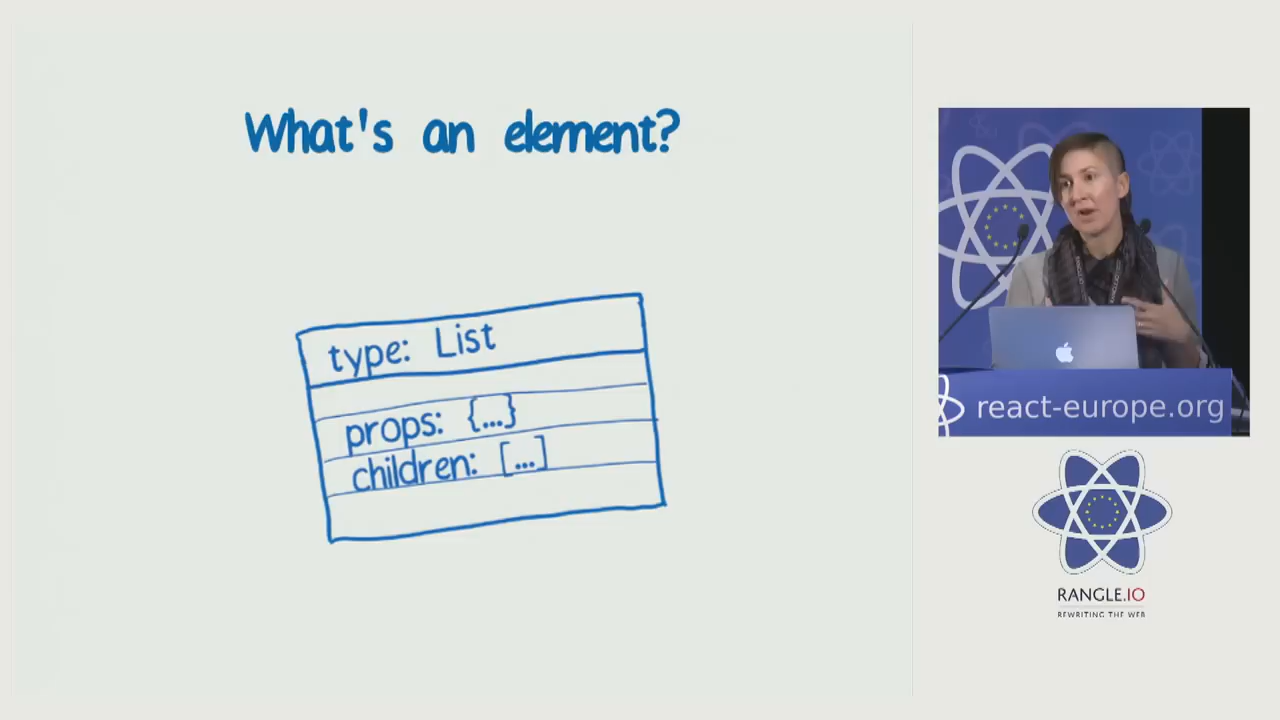 What's an element?
type: List
props: {...}
children: [...]
react-europe.org
RANGLE.IO
REWRITING THE WEB